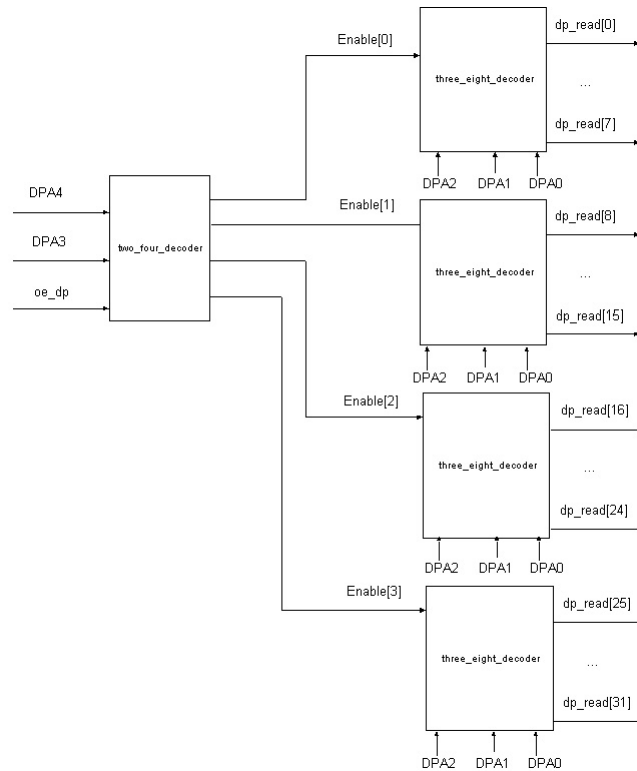 dp_read[0]
Enable[0]
three_eight_decoder
...
dp_read[7]
DPA2 DPA1 DPA0
DPA4
DPA3
oe_dp
two_four_decoder
Enable[1]
dp_read[8]
three_eight_decoder
...
dp_read[15]
DPA2 DPA1 DPA0
Enable[2]
dp_read[16]
three_eight_decoder
...
dp_read[24]
DPA2 DPA1 DPA0
Enable[3]
dp_read[25]
three_eight_decoder
...
dp_read[31]
DPA2 DPA1 DPA0